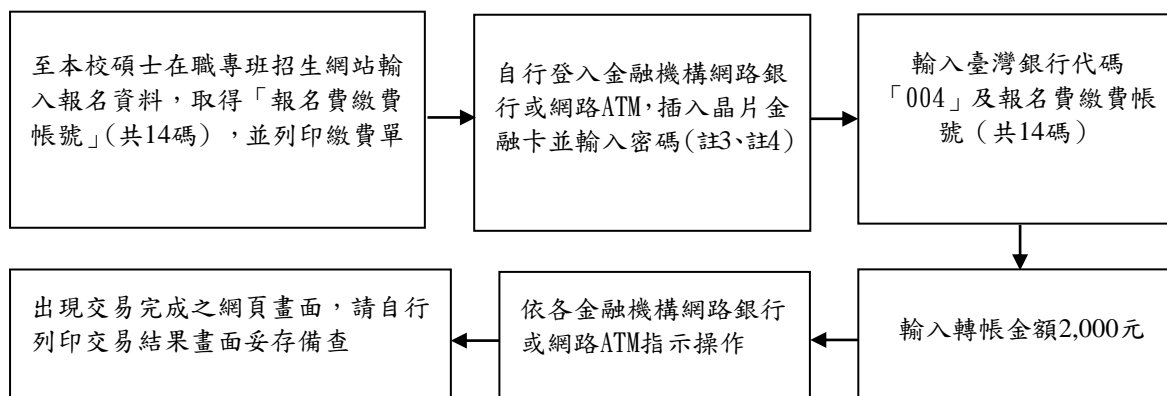 至本校碩士在職專班招生網站輸
入報名資料，取得「報名費繳費
帳號」(共14碼），並列印繳費單
自行登入金融機構網路銀
行或網路ATM，插入晶片金
融卡並輸入密碼(註3、註4)
輸入臺灣銀行代碼
「004」及報名費繳費帳
號（共14碼）
輸入轉帳金額2,000元
依各金融機構網路銀行
或網路ATM指示操作
出現交易完成之網頁畫面，請自行
列印交易結果畫面妥存備查